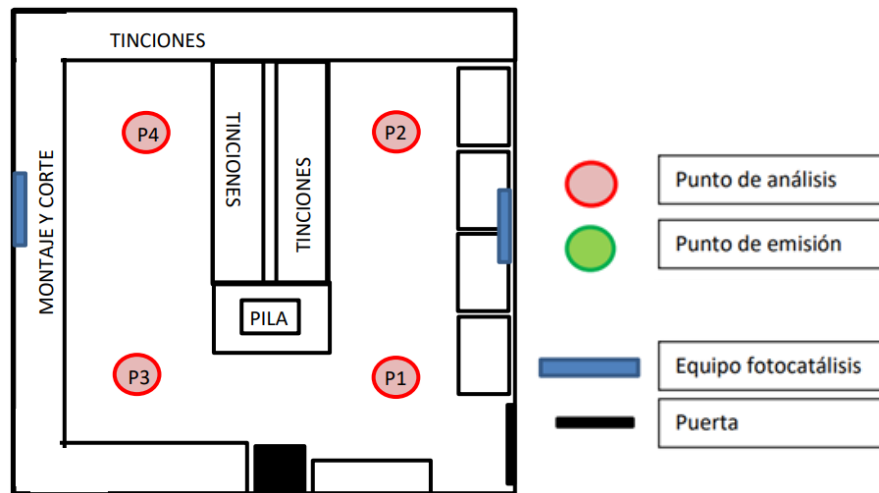 TINCIONES
P4
TINCIONES
TINCIONES
P2
MONTAJE Y CORTE
PILA
P3
P1
Punto de análisis
Punto de emisión
Equipo fotocatálisis
Puerta